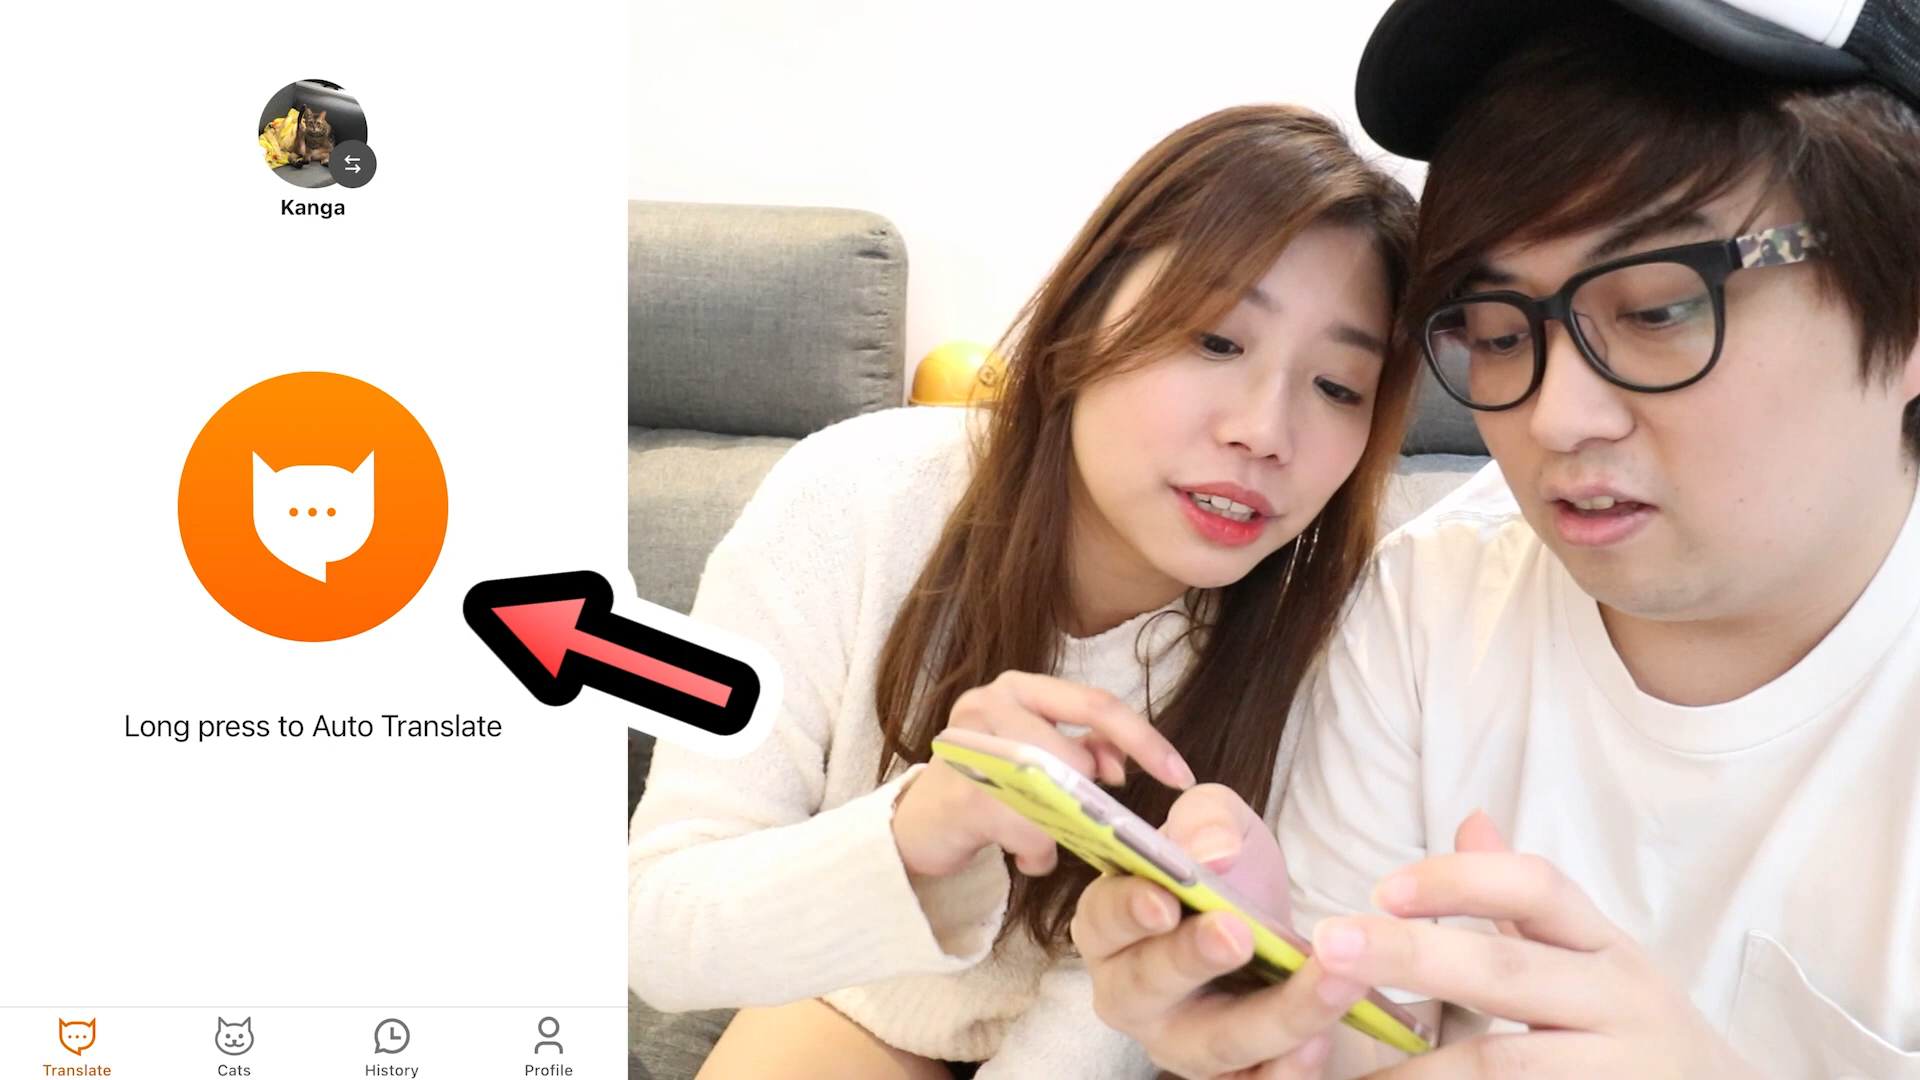 Kanga
Long press to Auto Translate
Translate
Cats
History
Profile